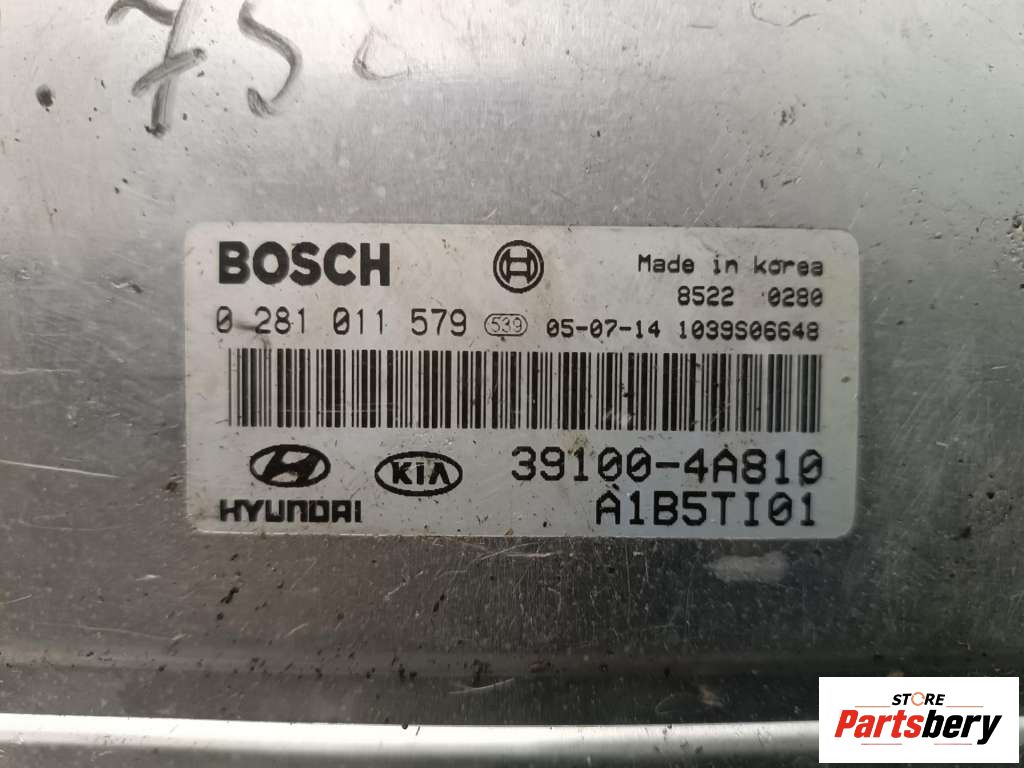 75
BOSCH
Made in korea
8522 0280
0 281 011 579 539 05-07-14 1039S06648
HYUNDAI
KIA
39100-4A810
A1B5TI01
STORE
Partsbery